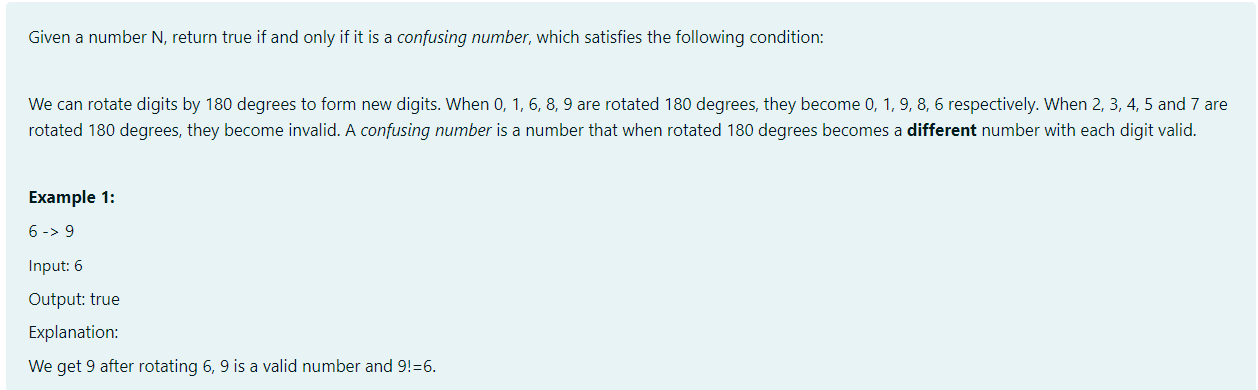 Given a number N, return true if and only if it is a confusing number, which satisfies the following condition:
We can rotate digits by 180 degrees to form new digits. When 0, 1, 6, 8, 9 are rotated 180 degrees, they become 0, 1, 9, 8, 6 respectively. When 2, 3, 4, 5 and 7 are
rotated 180 degrees, they become invalid. A confusing number is a number that when rotated 180 degrees becomes a different number with each digit valid.
Example 1:
6 -> 9
Input: 6
Output: true
Explanation:
We get 9 after rotating 6, 9 is a valid number and 9!=6.